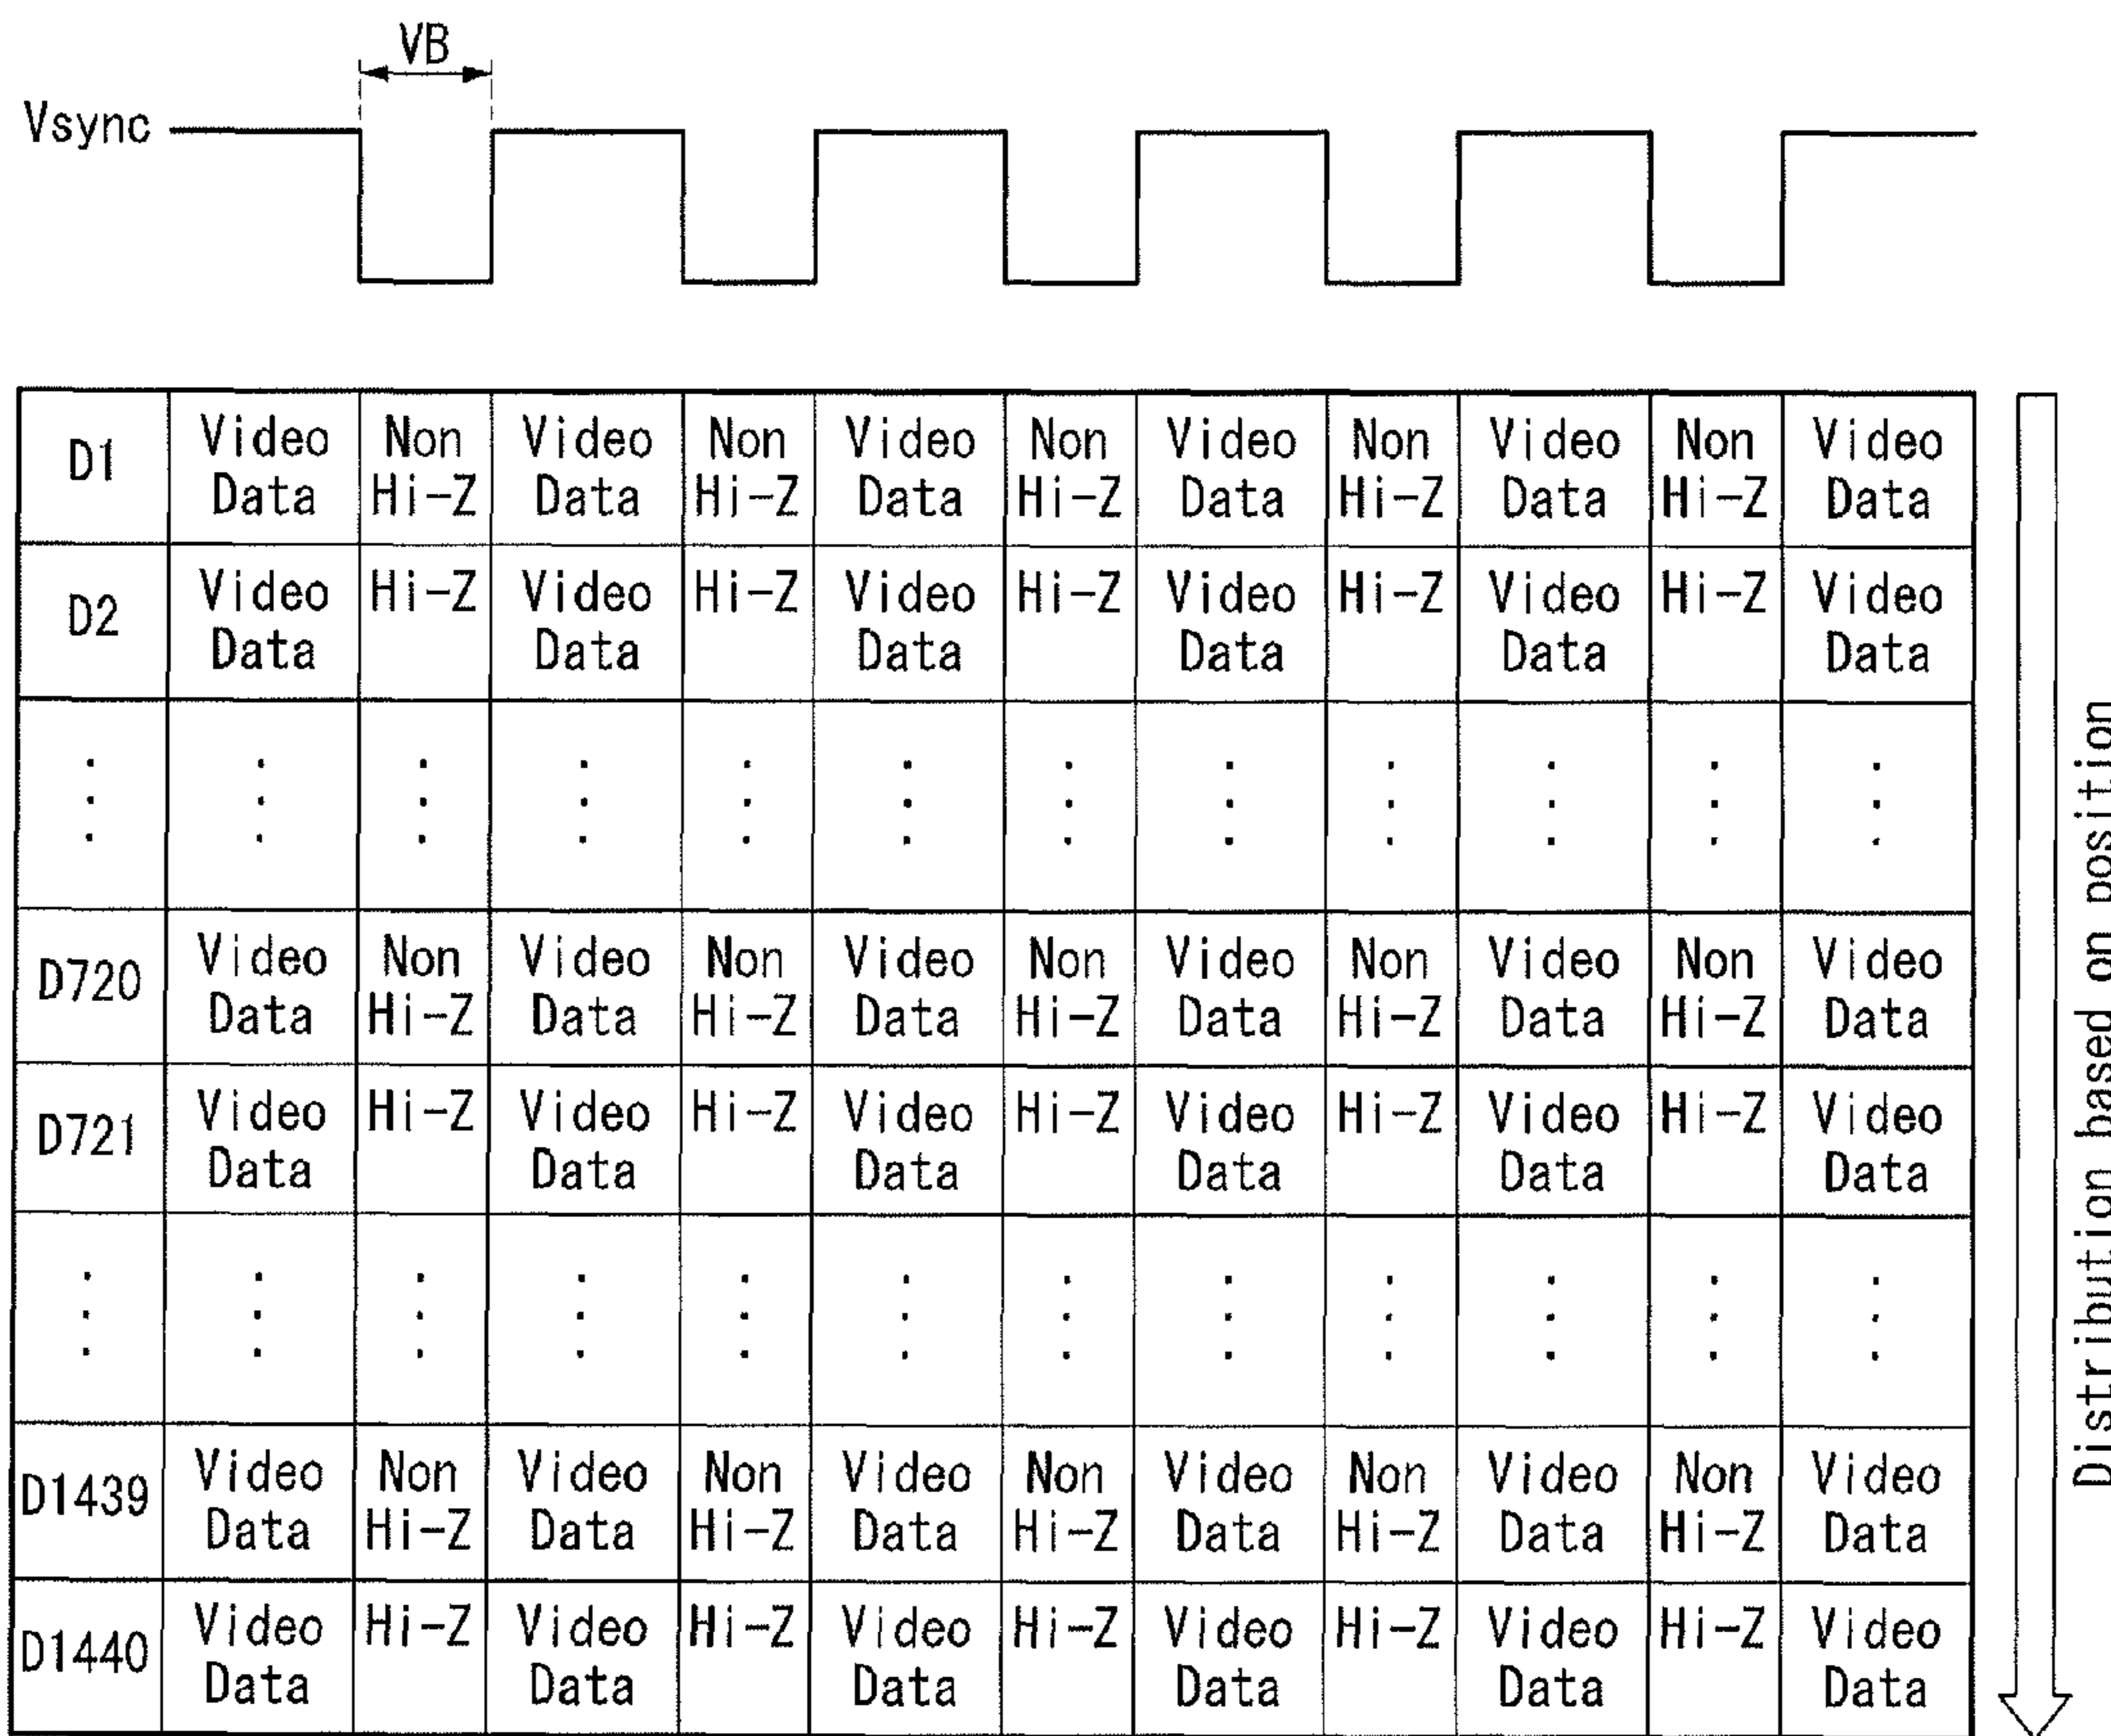 VB
Vsync
D1 Video Data Non Hi-Z Video Data Non Hi-Z Video Data Non Hi-Z Video Data Non Hi-Z Video Data Non Hi-Z Video Data
D2 Video Data Hi-Z Video Data Hi-Z Video Data Hi-Z Video Data Hi-Z Video Data Hi-Z Video Data
D720 Video Data Non Hi-Z Video Data Non Hi-Z Video Data Non Hi-Z Video Data Non Hi-Z Video Data Non Hi-Z Video Data
D721 Video Data Hi-Z Video Data Hi-Z Video Data Hi-Z Video Data Hi-Z Video Data Hi-Z Video Data
D1439 Video Data Non Hi-Z Video Data Non Hi-Z Video Data Non Hi-Z Video Data Non Hi-Z Video Data Non Hi-Z Video Data
D1440 Video Data Hi-Z Video Data Hi-Z Video Data Hi-Z Video Data Hi-Z Video Data Hi-Z Video Data
Distribution based on position